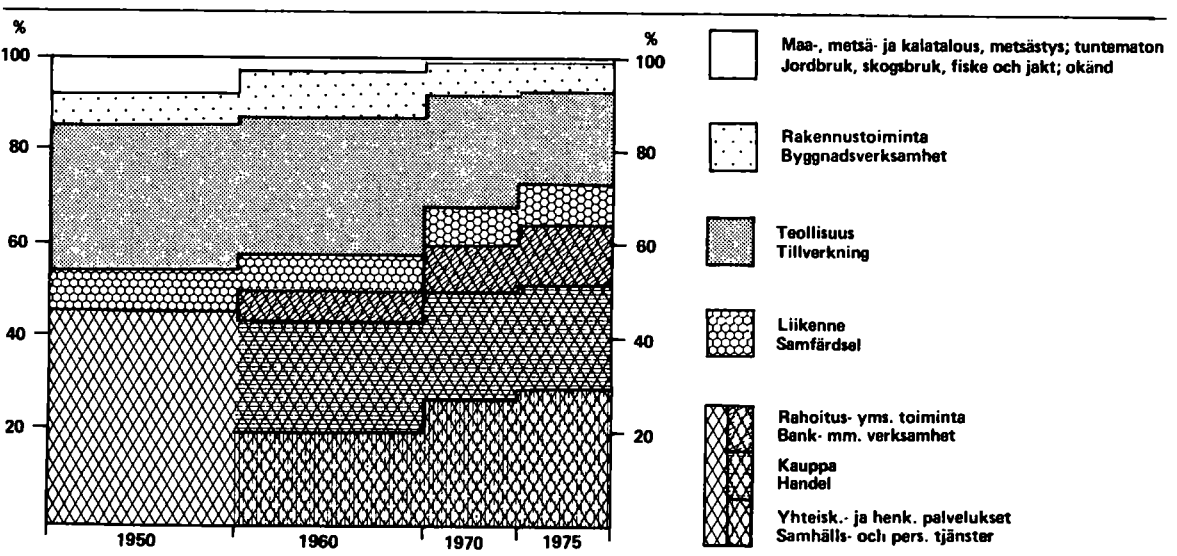 %
100
80
60
40
20
%
100
80
60
40
20
1950
1960
1970
1975
Maa-, metsä- ja kalatalous, metsästys; tuntematon
Jordbruk, skogsbruk, fiske och jakt; okänd
Rakennustoiminta
Byggnadsverksamhet
Teollisuus
Tillverkning
Liikenne
Samfärdsel
Rahoitus- yms. toiminta
Bank- mm. verksamhet
Kauppa
Handel
Yhteisk.- ja henk. palvelukset
Samhälls- och pers. tjänster